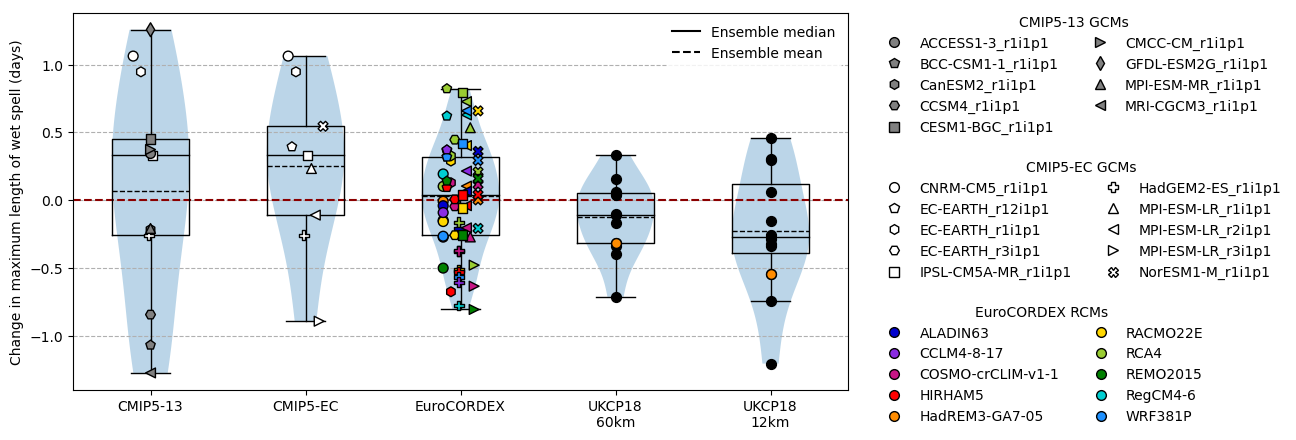 Change in maximum length of wet spell (days)
1.0
0.5
0.0
−0.5
−1.0
Ensemble median
Ensemble mean
CMIP5-13
CMIP5-EC
EuroCORDEX
UKCP18
60km
UKCP18
12km
CMIP5-13 GCMs
ACCESS1-3_r1i1p1
BCC-CSM1-1_r1i1p1
CanESM2_r1i1p1
CCSM4_r1i1p1
CESM1-BGC_r1i1p1
CMCC-CM_r1i1p1
GFDL-ESM2G_r1i1p1
MPI-ESM-MR_r1i1p1
MRI-CGCM3_r1i1p1
CMIP5-EC GCMs
CNRM-CM5_r1i1p1
EC-EARTH_r12i1p1
EC-EARTH_r1i1p1
EC-EARTH_r3i1p1
IPSL-CM5A-MR_r1i1p1
HadGEM2-ES_r1i1p1
MPI-ESM-LR_r1i1p1
MPI-ESM-LR_r2i1p1
MPI-ESM-LR_r3i1p1
NorESM1-M_r1i1p1
EuroCORDEX RCMs
ALADIN63
CCLM4-8-17
COSMO-crCLIM-v1-1
HIRHAM5
HadREM3-GA7-05
RACMO22E
RCA4
REMO2015
RegCM4-6
WRF381P